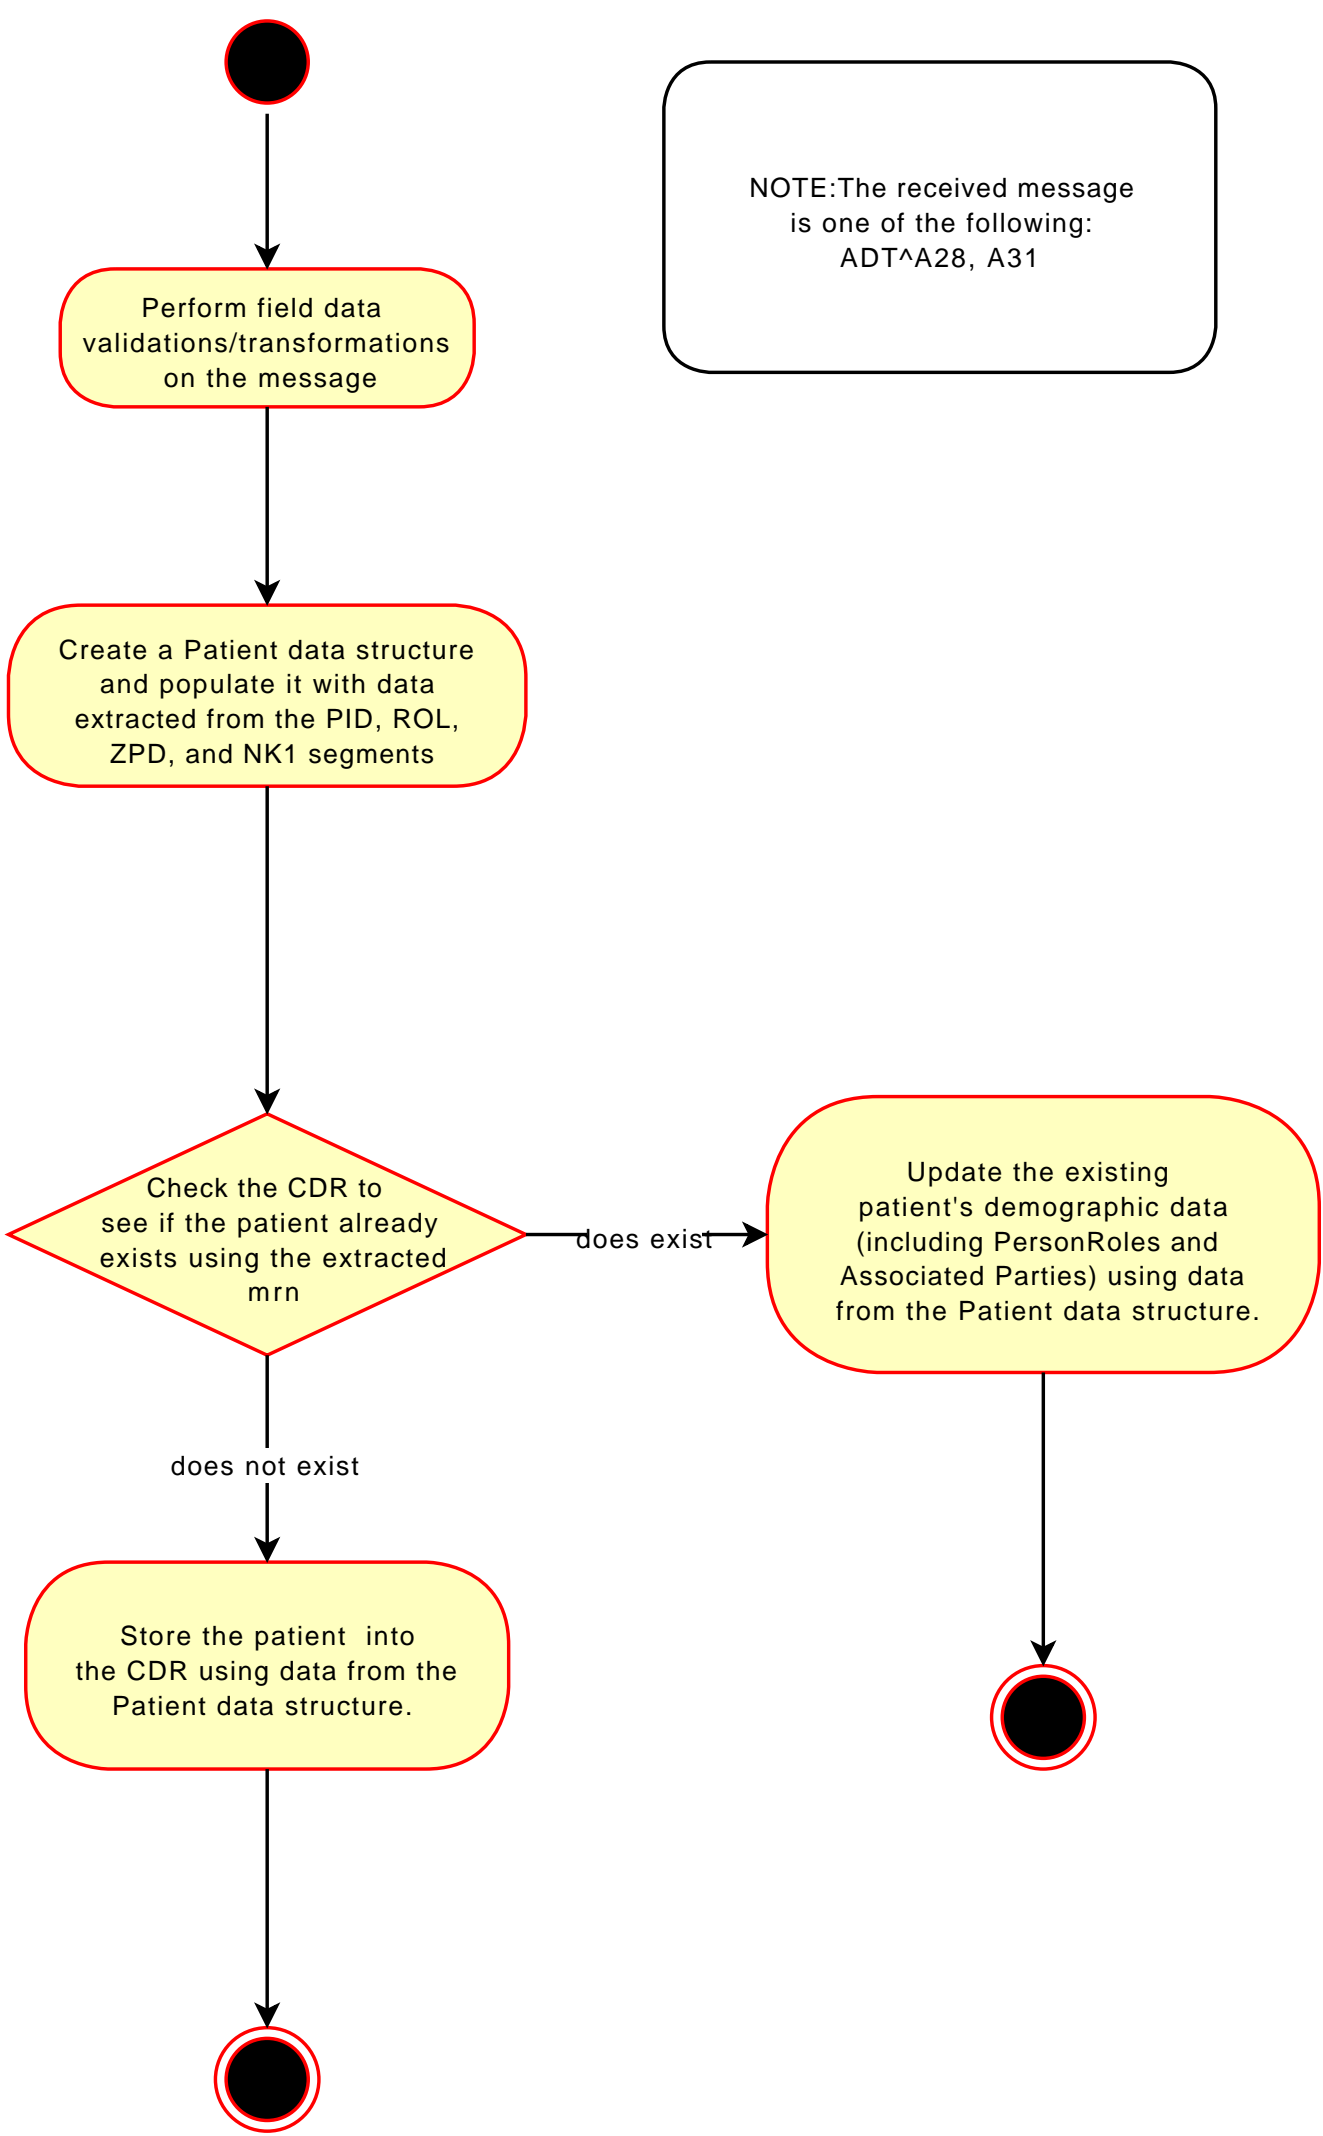 NOTE:The received message
is one of the following:
ADT^A28, A31
Perform field data
validations/transformations
on the message
Create a Patient data structure
and populate it with data
extracted from the PID, ROL,
ZPD, and NK1 segments
Check the CDR to
see if the patient already
exists using the extracted
mrn
does exist
Update the existing
patient's demographic data
(including PersonRoles and
Associated Parties) using data
from the Patient data structure.
does not exist
Store the patient  into
the CDR using data from the
Patient data structure.